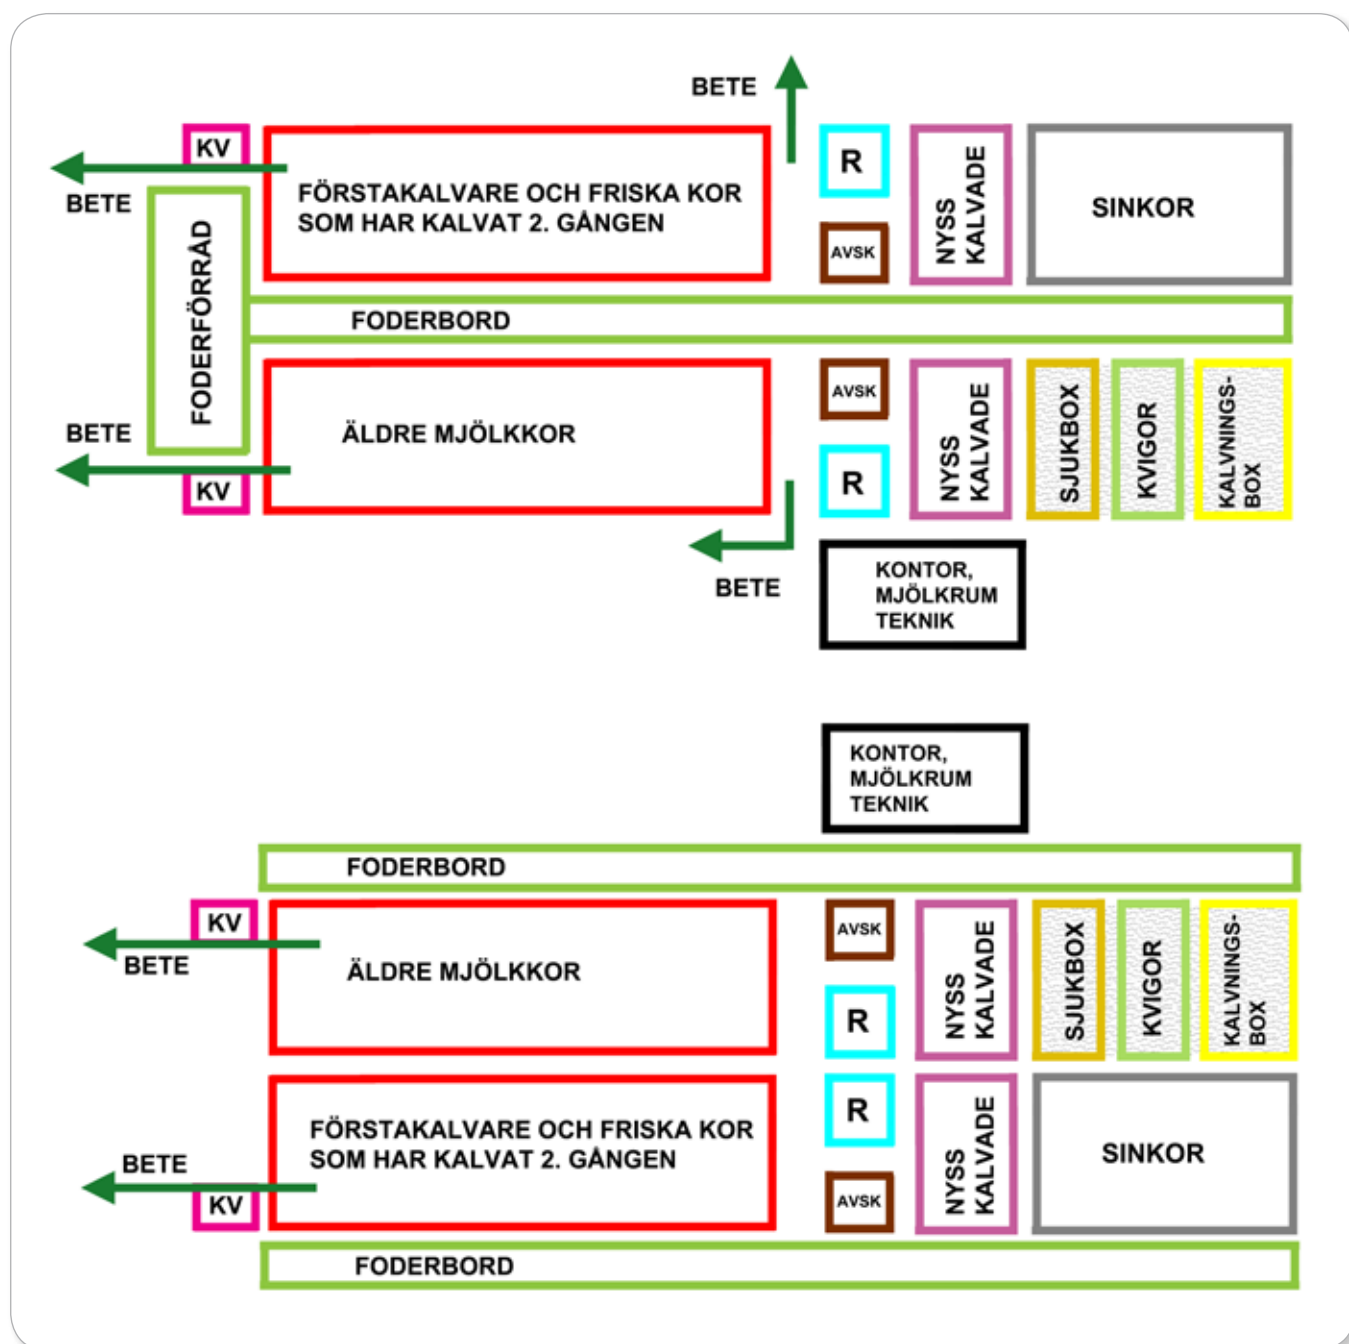 BETE
KV
BETE
FÖRSTAKALVARE OCH FRISKA KOR
SOM HAR KALVAT 2. GÅNGEN
R
AVSK
NYSS
KALVADE
SINKOR
FODERFÖRRÅD
FODERBORD
BETE
KV
ÄLDRE MJÖLKKOR
AVSK
R
NYSS
KALVADE
SJUKBOX
KVIGOR
KALVNINGS-
BOX
BETE
KONTOR,
MJÖLKRUM
TEKNIK
KONTOR,
MJÖLKRUM
TEKNIK
FODERBORD
KV
BETE
ÄLDRE MJÖLKKOR
AVSK
R
NYSS
KALVADE
SJUKBOX
KVIGOR
KALVNINGS-
BOX
BETE
KV
FÖRSTAKALVARE OCH FRISKA KOR
SOM HAR KALVAT 2. GÅNGEN
R
AVSK
NYSS
KALVADE
SINKOR
FODERBORD